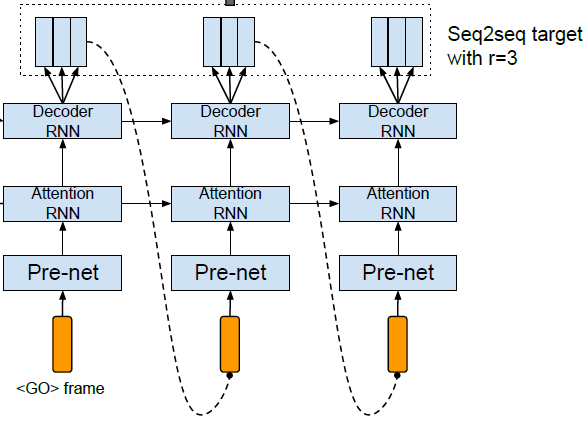 Seq2seq target
with r=3
Decoder
RNN
Decoder
RNN
Decoder
RNN
Attention
RNN
Attention
RNN
Attention
RNN
Pre-net
Pre-net
Pre-net
<GO> frame